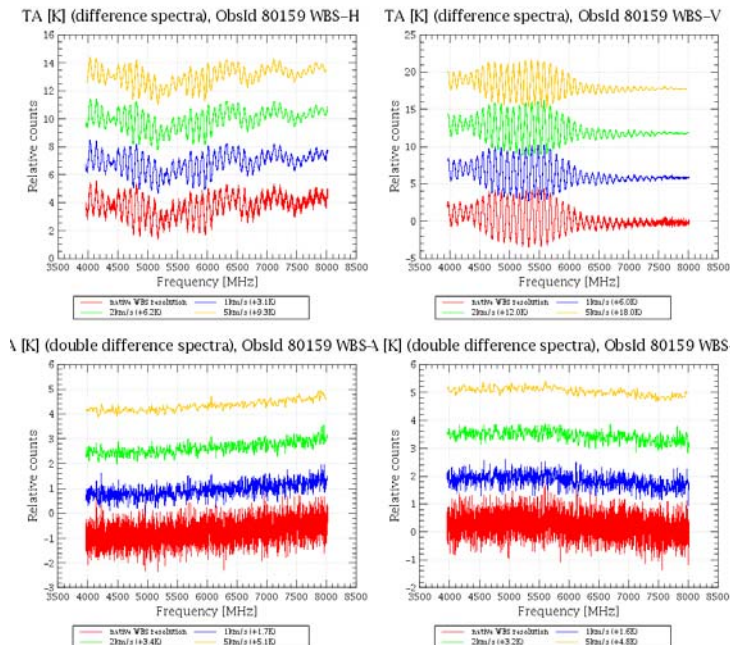 TA [K] (difference spectra), ObsId 80159 WBS-H
16
14
12
10
8
6
4
2
0
Relative counts
3500 4000 4500 5000 5500 6000 6500 7000 7500 8000 8500
Frequency [MHz]
native WBS resolution 1km/s (+3.1K)
2km/s (+6.2K) 5km/s (+9.3K)
TA [K] (difference spectra), ObsId 80159 WBS-V
25
20
15
10
5
0
-5
Relative counts
3500 4000 4500 5000 5500 6000 6500 7000 7500 8000 8500
Frequency [MHz]
native WBS resolution 1km/s (+6.0K)
2km/s (+12.0K) 5km/s (+18.0K)
[K] (double difference spectra), ObsId 80159 WBS-
6
5
4
3
2
1
0
-1
-2
-3
Relative counts
3500 4000 4500 5000 5500 6000 6500 7000 7500 8000 8500
Frequency [MHz]
native WBS resolution 1km/s (+1.7K)
2km/s (+3.4K) 5km/s (+5.1K)
[K] (double difference spectra), ObsId 80159 WBS-
6
5
4
3
2
1
0
-1
-2
Relative counts
3500 4000 4500 5000 5500 6000 6500 7000 7500 8000 8500
Frequency [MHz]
native WBS resolution 1km/s (+1.6K)
2km/s (+3.2K) 5km/s (+4.8K)